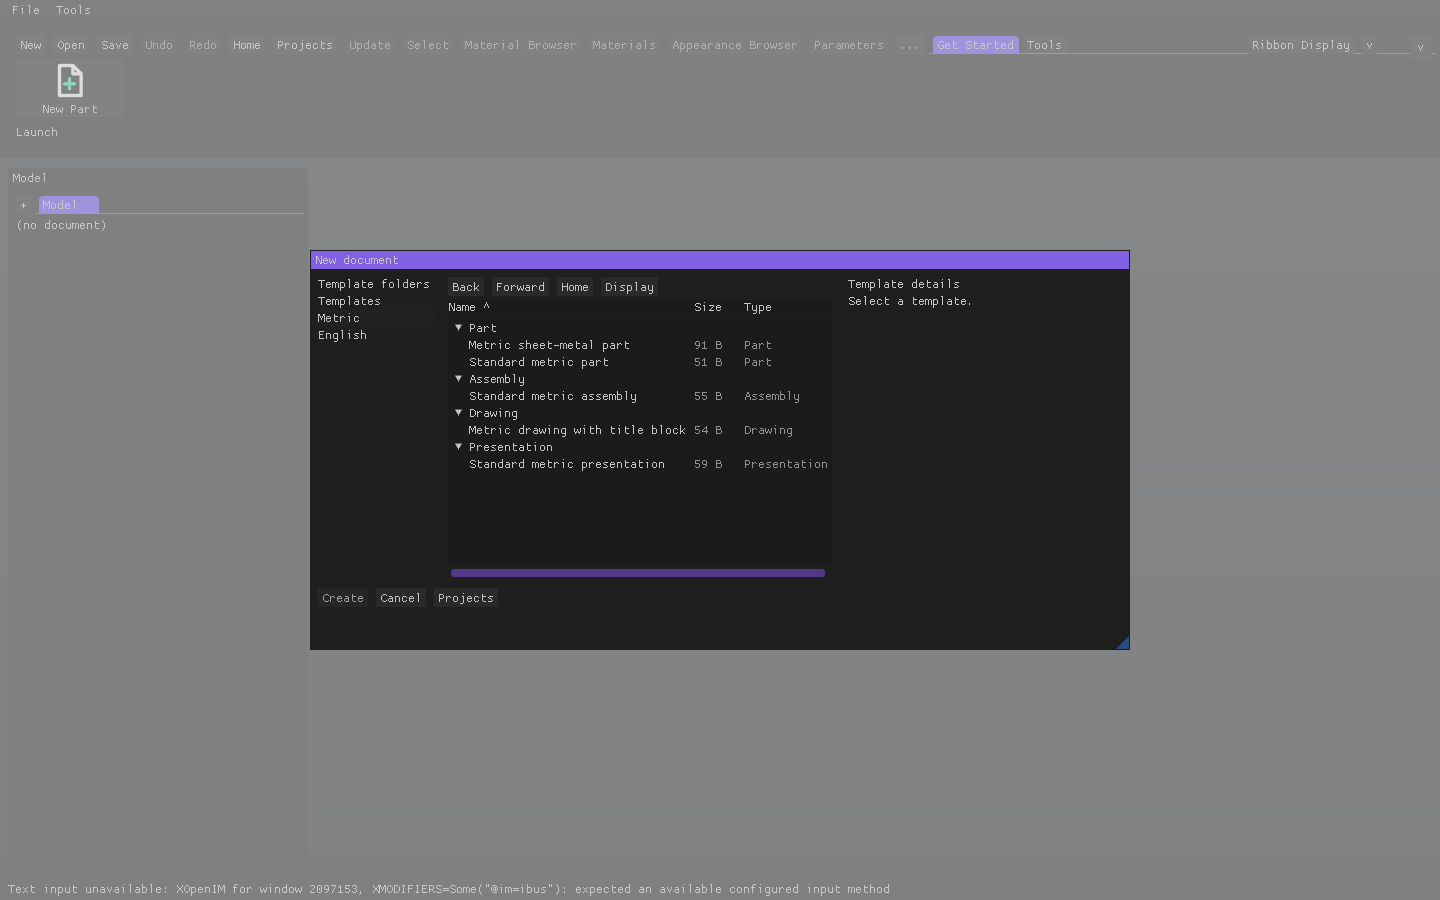 File Tools
New Open Save Undo Redo Home Projects Update Select Material Browser Materials Appearance Browser Parameters ... Get Started Tools Ribbon Display v v
New Part
Launch
Model
+ Model
(no document)
New document
Template folders
Templates
Metric
English
Back Forward Home Display
Name ^ Size Type
▼ Part
Metric sheet-metal part 91 B Part
Standard metric part 51 B Part
▼ Assembly
Standard metric assembly 55 B Assembly
▼ Drawing
Metric drawing with title block 54 B Drawing
▼ Presentation
Standard metric presentation 59 B Presentation
Template details
Select a template.
Create Cancel Projects
Text input unavailable: XOpenIM for window 2097153, XMODIFIERS=Some("@im=ibus"): expected an available configured input method